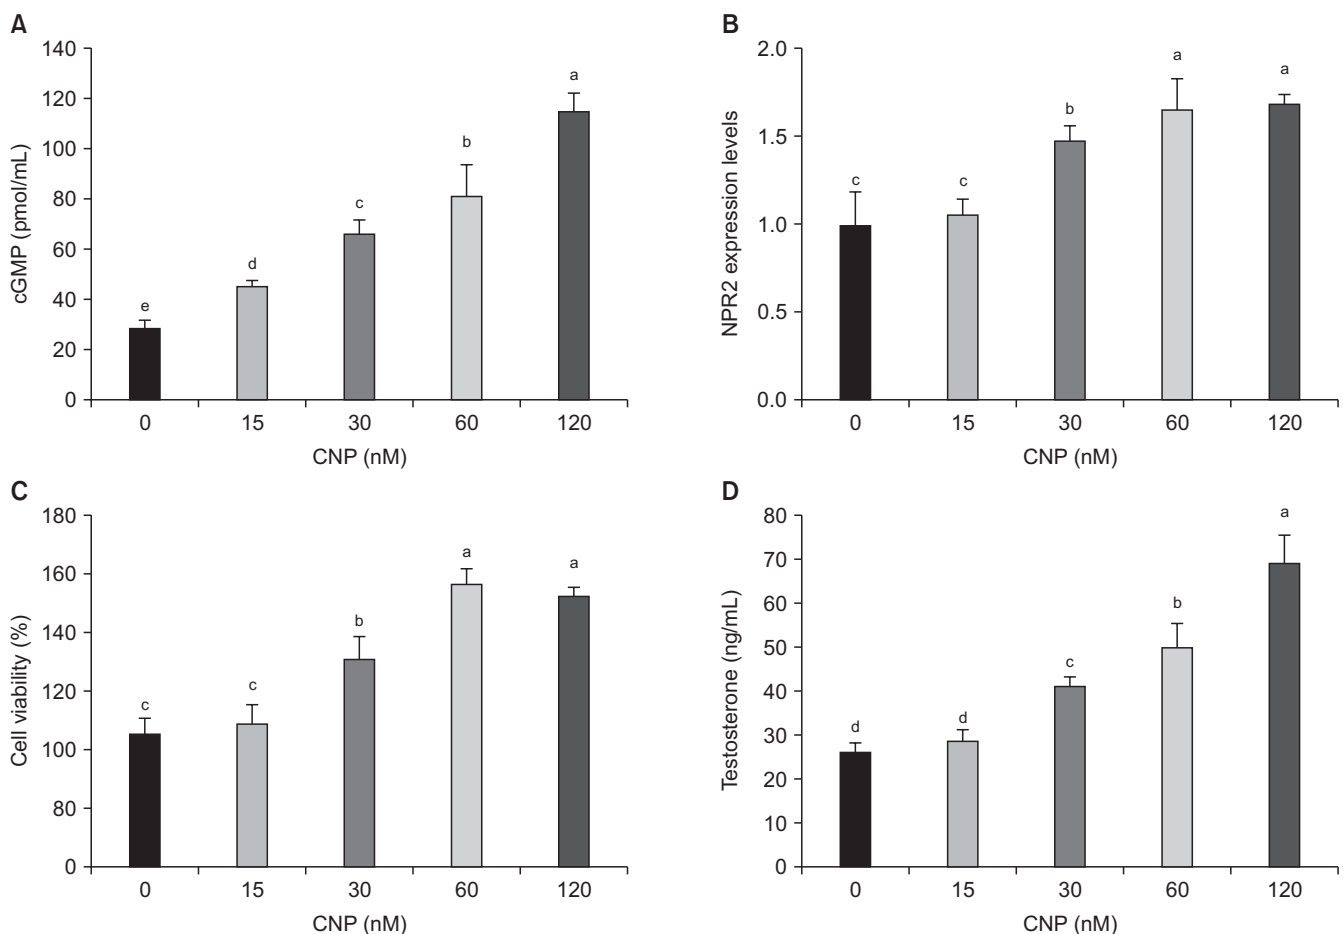 A
cGMP (pmol/mL)
140
120
100
80
60
40
20
0
e
d
c
b
a
0 15 30 60 120
CNP (nM)
B
NPR2 expression levels
2.0
1.5
1.0
0.5
0.0
c
c
b
a
a
0 15 30 60 120
CNP (nM)
C
Cell viability (%)
180
160
140
120
100
80
0
c
c
b
a
a
0 15 30 60 120
CNP (nM)
D
Testosterone (ng/mL)
80
70
60
50
40
30
20
10
0
d
d
c
b
a
0 15 30 60 120
CNP (nM)